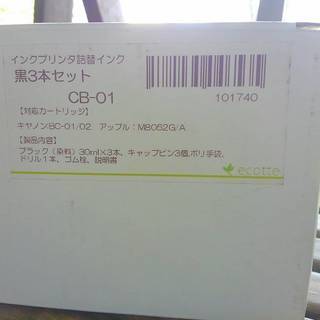 インクプリンタ詰替インク
黒3本セット
CB-01
101740
【対応カートリッジ】
キヤノン:BC-01/02 アップル:M8052G/A
【製品内容】
ブラック（染料）30ml×3本、キャップピン3個,ポリ手袋,
ドリル1本、ゴム栓、説明書
ecotte